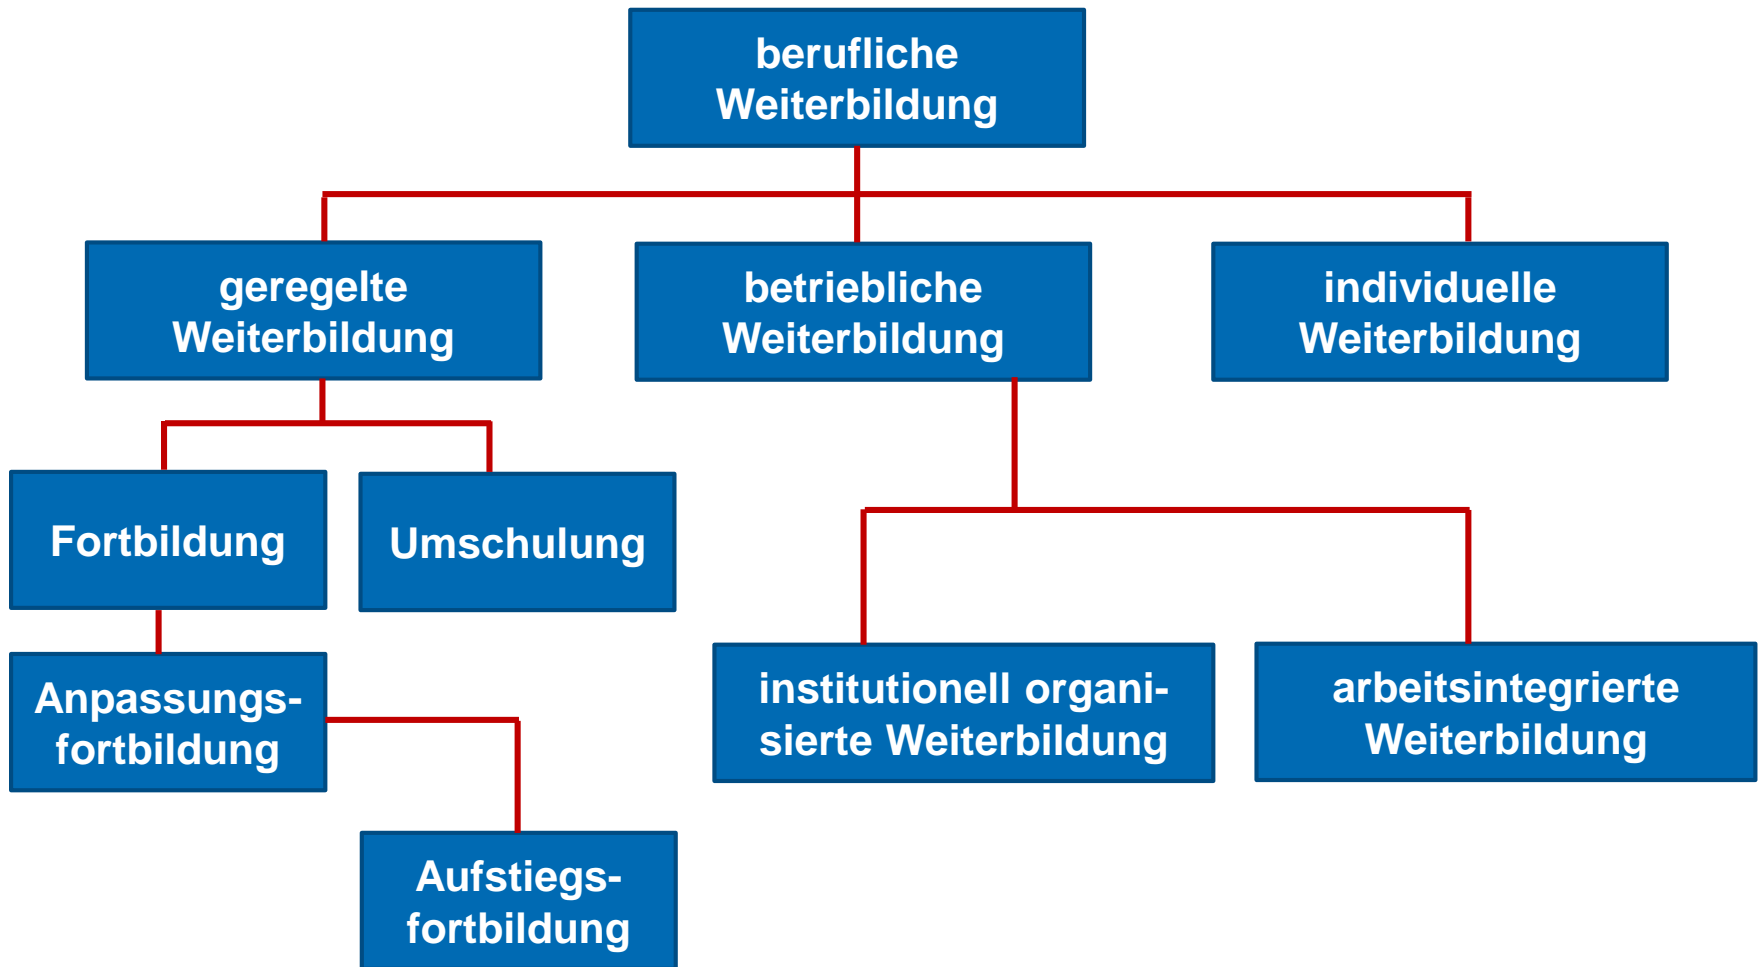 berufliche
Weiterbildung
geregelte
Weiterbildung
betriebliche
Weiterbildung
individuelle
Weiterbildung
Fortbildung
Umschulung
Anpassungs-
fortbildung
institutionell organi-
sierte Weiterbildung
arbeitsintegrierte
Weiterbildung
Aufstiegs-
fortbildung